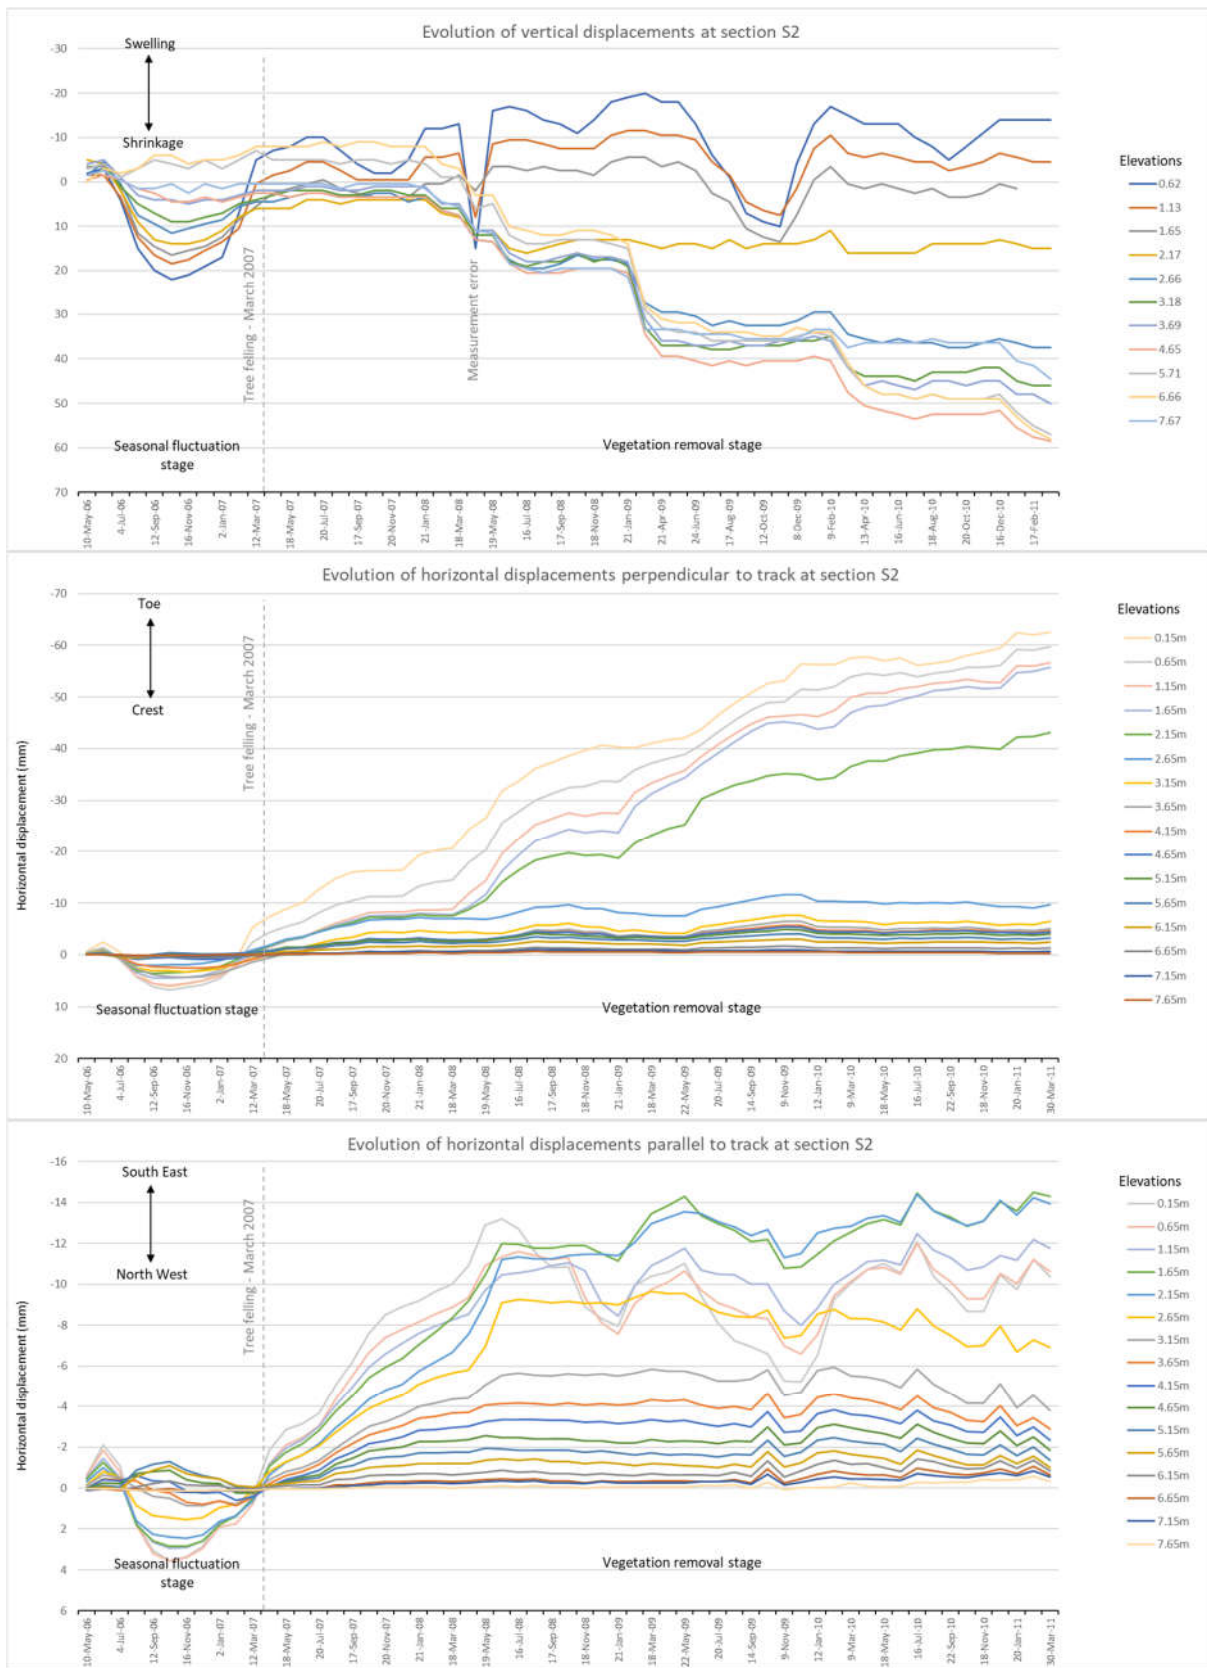 Evolution of vertical displacements at section S2
-30
Swelling
-20
-10
Shrinkage
0
10
20
30
40
50
60
70
Tree felling - March 2007
Measurement error
Seasonal fluctuation
stage
Vegetation removal stage
Elevations
0.62
1.13
1.65
2.17
2.66
3.18
3.69
4.65
5.71
6.66
7.67
10-May-06
4-Jul-06
12-Sep-06
16-Nov-06
2-Jan-07
12-Mar-07
18-May-07
20-Jul-07
17-Sep-07
20-Nov-07
21-Jan-08
18-Mar-08
19-May-08
16-Jul-08
17-Sep-08
18-Nov-08
21-Jan-09
21-Apr-09
24-Jun-09
17-Aug-09
12-Oct-09
8-Dec-09
9-Feb-10
13-Apr-10
16-Jun-10
18-Aug-10
20-Oct-10
16-Dec-10
17-Feb-11
Evolution of horizontal displacements perpendicular to track at section S2
-70
Toe
-60
-50
Crest
-40
-30
-20
-10
0
10
20
Horizontal displacement (mm)
Tree felling - March 2007
Seasonal fluctuation stage
Vegetation removal stage
Elevations
0.15m
0.65m
1.15m
1.65m
2.15m
2.65m
3.15m
3.65m
4.15m
4.65m
5.15m
5.65m
6.15m
6.65m
7.15m
7.65m
10-May-06
4-Jul-06
12-Sep-06
16-Nov-06
2-Jan-07
12-Mar-07
18-May-07
20-Jul-07
17-Sep-07
20-Nov-07
21-Jan-08
18-Mar-08
19-May-08
16-Jul-08
17-Sep-08
18-Nov-08
21-Jan-09
18-Mar-09
22-May-09
20-Jul-09
14-Sep-09
9-Nov-09
12-Jan-10
9-Mar-10
18-May-10
15-Jul-10
22-Sep-10
18-Nov-10
20-Jan-11
30-Mar-11
Evolution of horizontal displacements parallel to track at section S2
-16
South East
-14
-12
North West
-10
-8
-6
-4
-2
0
2
4
6
Horizontal displacement (mm)
Tree felling - March 2007
Seasonal fluctuation
stage
Vegetation removal stage
Elevations
0.15m
0.65m
1.15m
1.65m
2.15m
2.65m
3.15m
3.65m
4.15m
4.65m
5.15m
5.65m
6.15m
6.65m
7.15m
7.65m
10-May-06
4-Jul-06
12-Sep-06
16-Nov-06
2-Jan-07
12-Mar-07
18-May-07
20-Jul-07
17-Sep-07
20-Nov-07
21-Jan-08
18-Mar-08
19-May-08
16-Jul-08
17-Sep-08
18-Nov-08
21-Jan-09
18-Mar-09
22-May-09
20-Jul-09
14-Sep-09
9-Nov-09
12-Jan-10
9-Mar-10
18-May-10
15-Jul-10
22-Sep-10
18-Nov-10
20-Jan-11
30-Mar-11